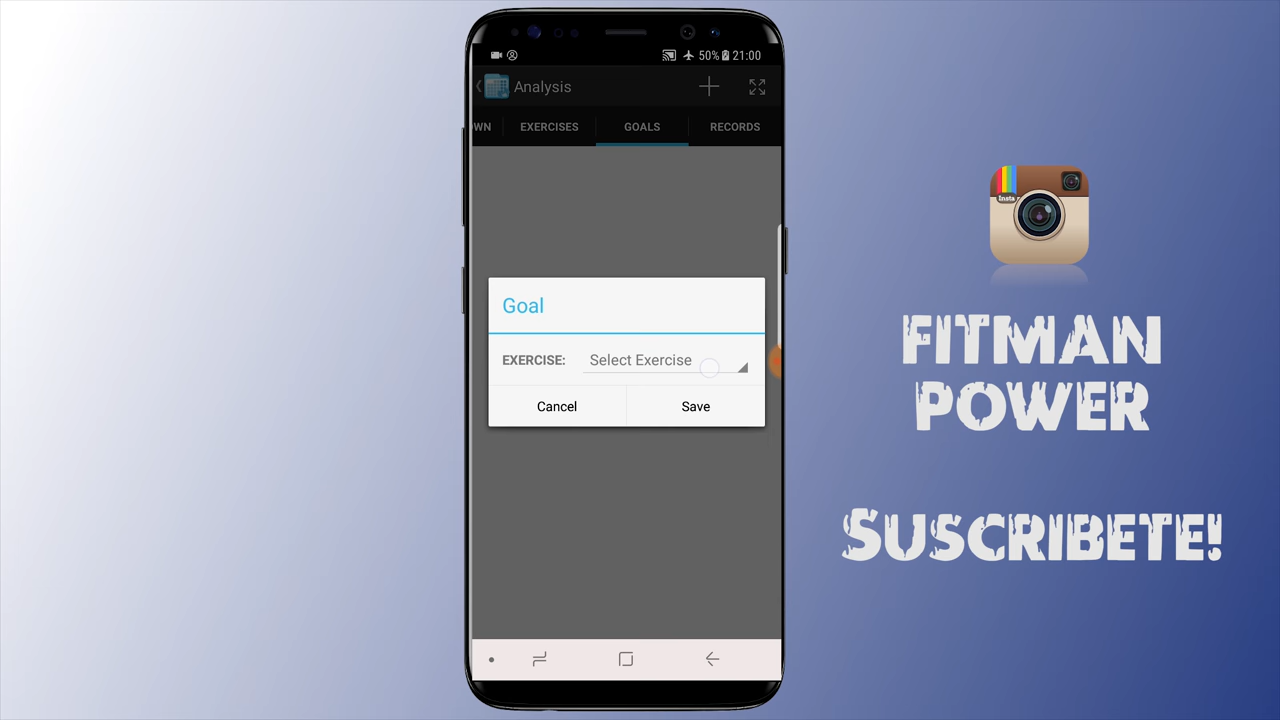 50% 21:00
Analysis
WN EXERCISES GOALS RECORDS
Goal
EXERCISE: Select Exercise
Cancel Save
Insta
FITMAN
POWER
SUSCRIBETE!